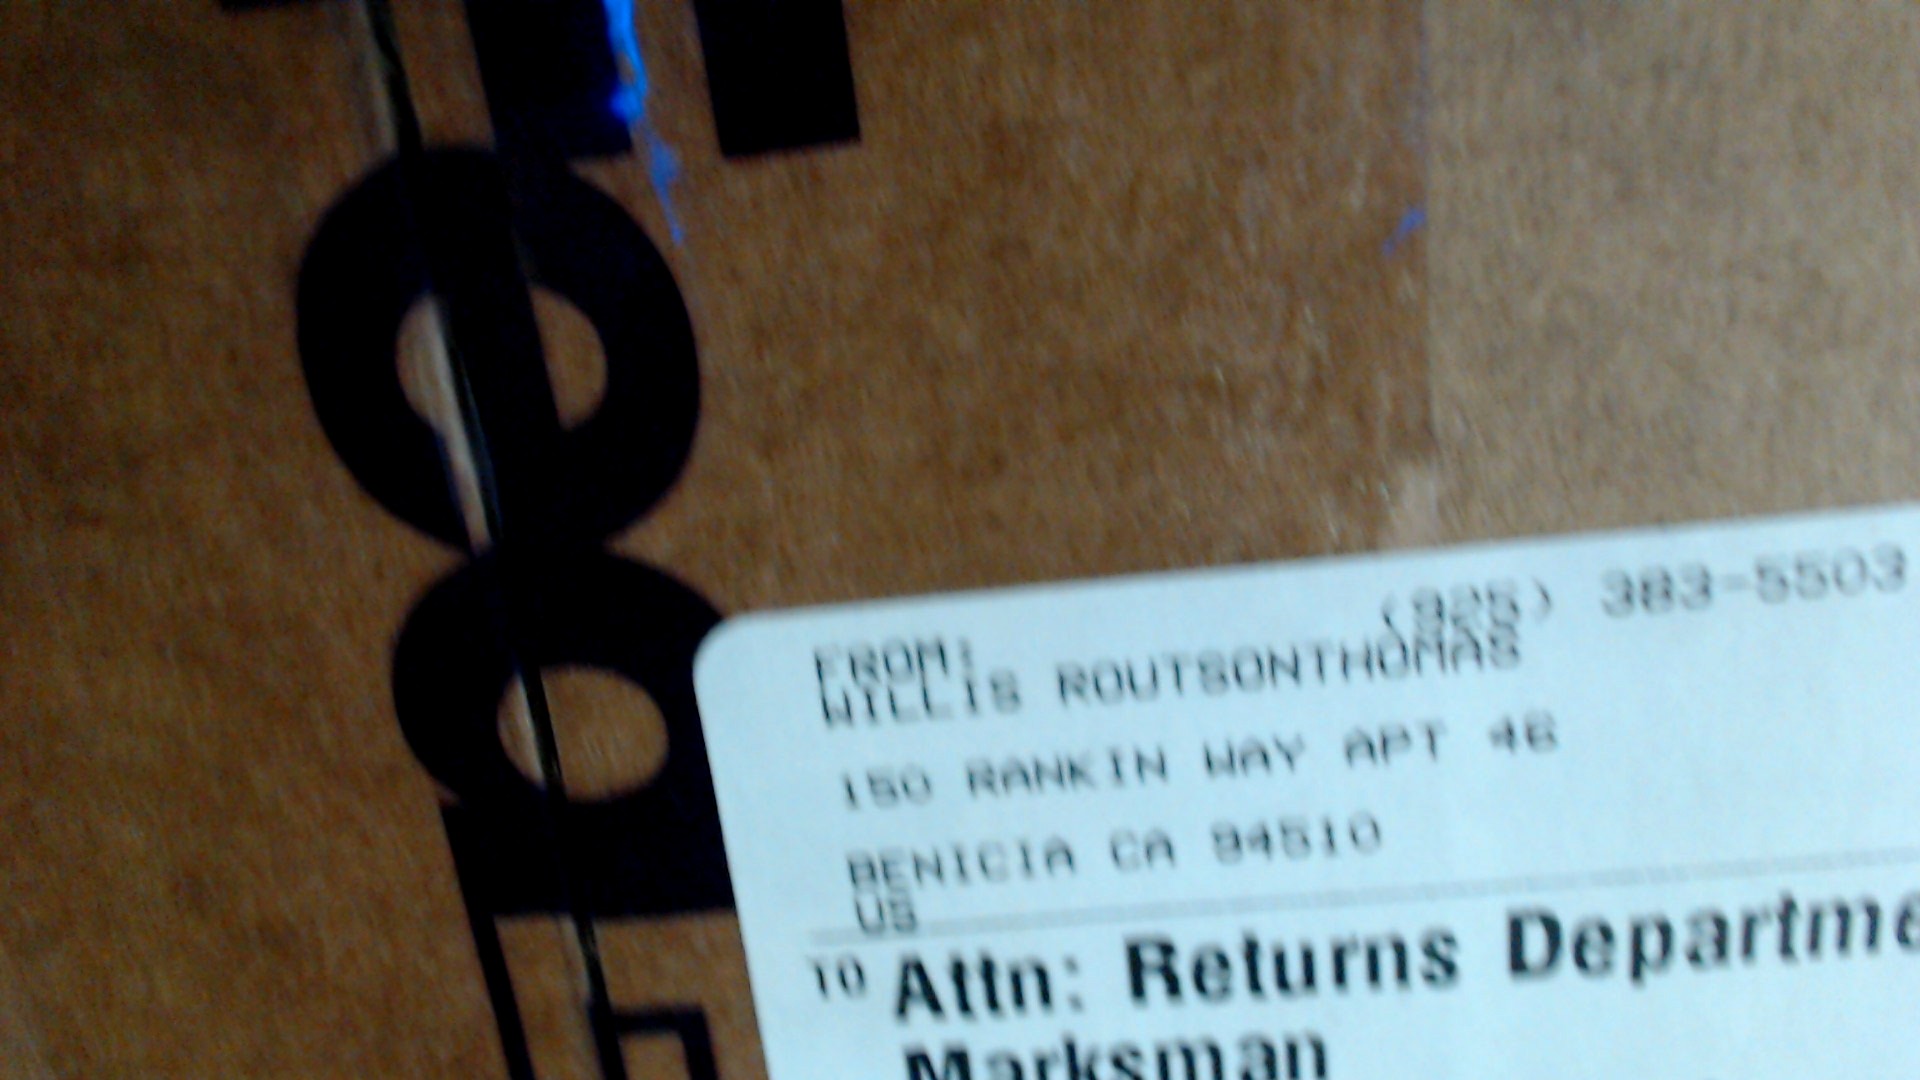 (925) 383-5503
FROM:
WILLIS ROUTSONTHOMAS
150 RANKIN WAY APT 46
BENICIA CA 94510
US
TO Attn: Returns Departme
Marksman